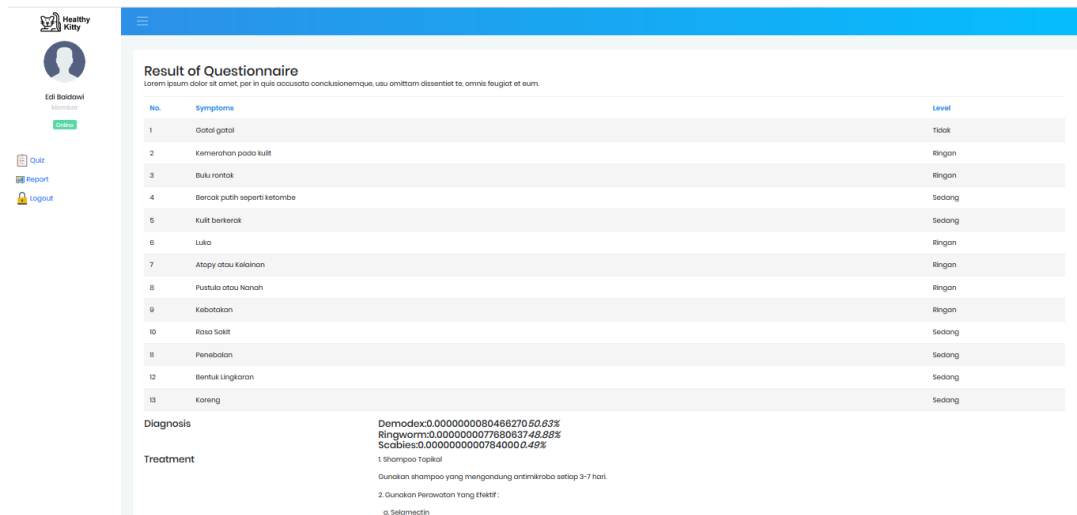 Healthy
Kitty
Edi Baidawi
Member
Online
Quiz
Report
Logout
Result of Questionnaire
Lorem ipsum dolor sit amet, per in quis accusata conclusionemque, usu omittam dissentiet te, omnis feugiat et eum.
No. Symptoms Level
1 Gatal gatal Tidak
2 Kemerahan pada kulit Ringan
3 Bulu rontok Ringan
4 Bercak putih seperti ketombe Sedang
5 Kulit berkerak Sedang
6 Luka Ringan
7 Atopy atau Kelainan Ringan
8 Pustula atau Nanah Ringan
9 Kebotakan Ringan
10 Rasa Sakit Sedang
11 Penebalan Sedang
12 Bentuk Lingkaran Sedang
13 Koreng Sedang
Diagnosis Demodex:0.0000000080466270 50.63%
Ringworm:0.0000000077680637 48.88%
Scabies:0.0000000000784000 0.49%
Treatment 1. Shampoo Topikal
Gunakan shampoo yang mengandung antimikroba setiap 3-7 hari.
2. Gunakan Perawatan Yang Efektif :
a. Selamectin